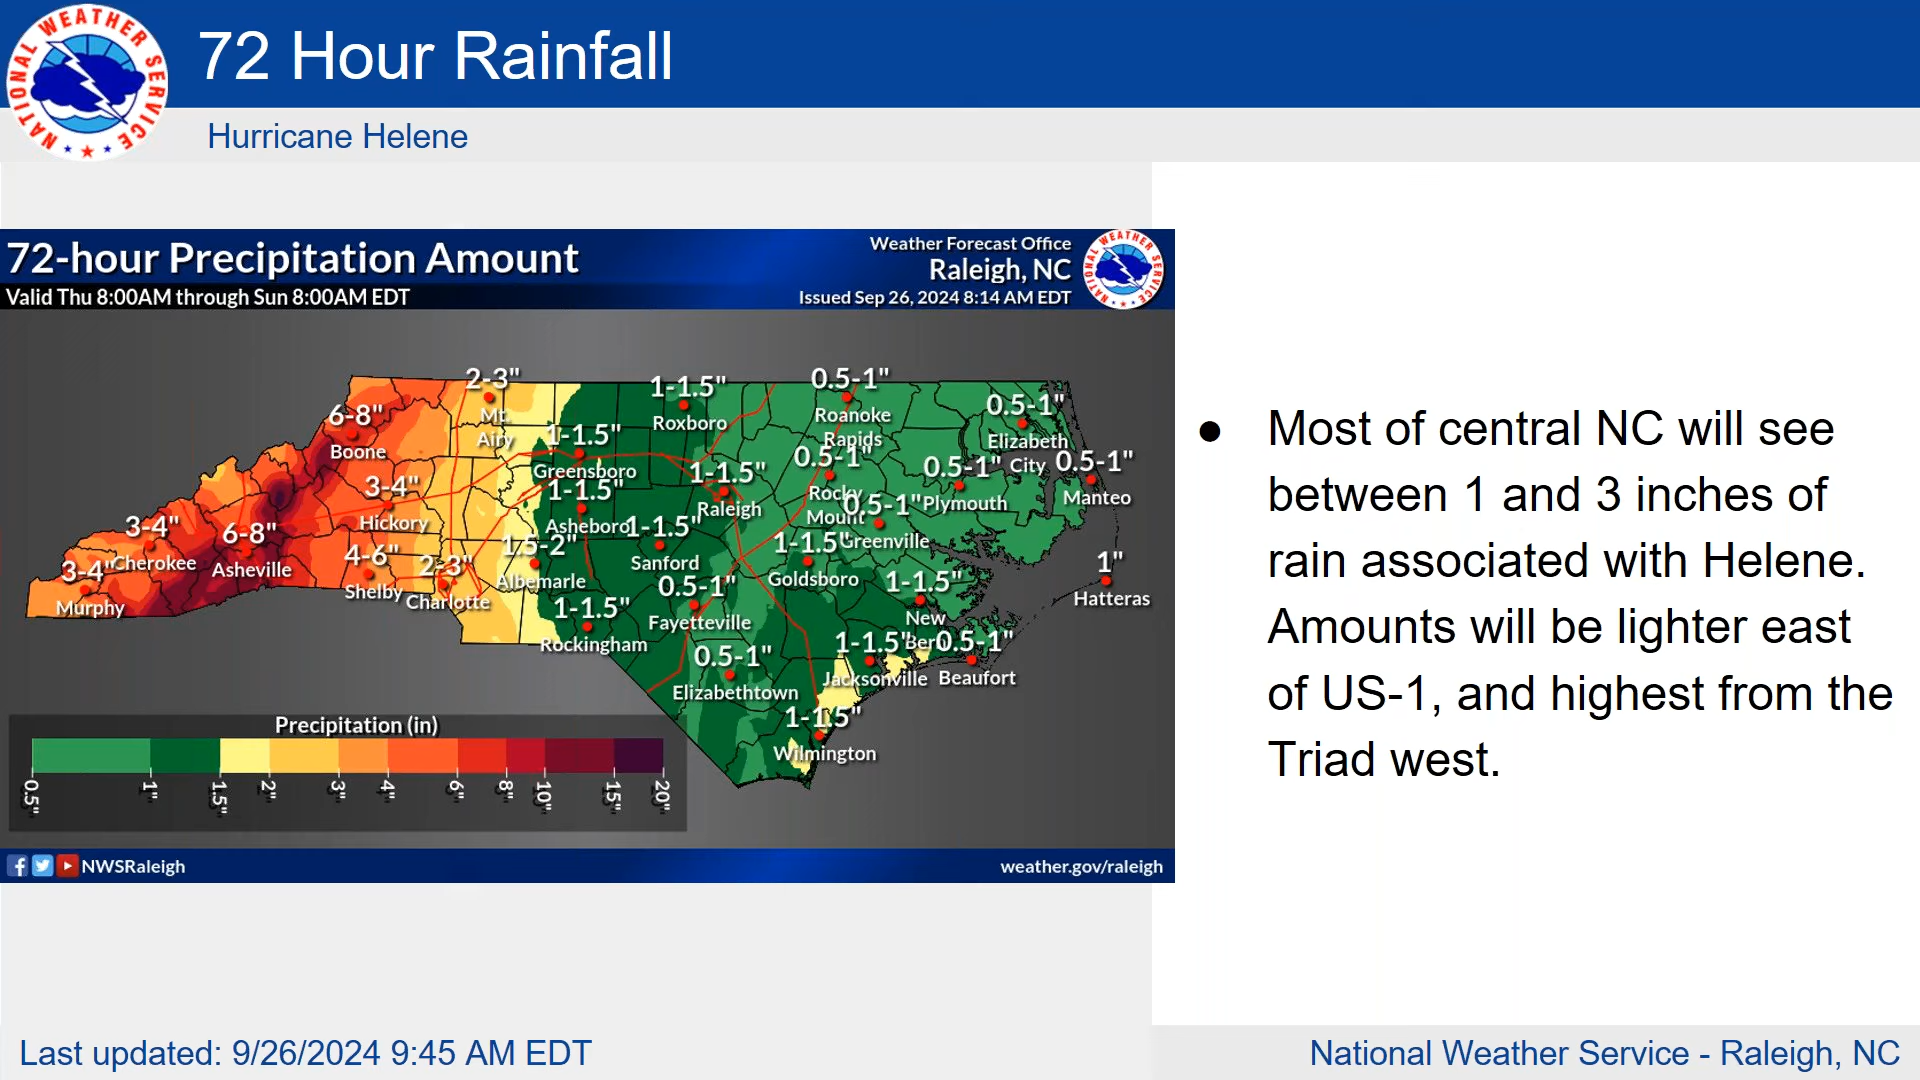 NATIONAL WEATHER SERVICE
72 Hour Rainfall
Hurricane Helene
72-hour Precipitation Amount
Valid Thu 8:00AM through Sun 8:00AM EDT
Weather Forecast Office
Raleigh, NC
Issued Sep 26, 2024 8:14 AM EDT
NATIONAL WEATHER SERVICE
2-3"
Mt.
Airy
1-1.5"
Roxboro
0.5-1"
Roanoke
Rapids
0.5-1"
Elizabeth
City
6-8"
Boone
1-1.5"
Greensboro
0.5-1"
Rocky
Mount
0.5-1"
Plymouth
0.5-1"
Manteo
3-4"
Hickory
1-1.5"
Asheboro
1-1.5"
Raleigh
0.5-1"
Greenville
3-4"
Cherokee
6-8"
Asheville
1-1.5"
Sanford
1-1.5"
Goldsboro
3-4"
Murphy
4-6"
Shelby
2-3"
Charlotte
1.5-2"
Albemarle
1"
Hatteras
0.5-1"
Fayetteville
1-1.5"
New
Bern
1-1.5"
Rockingham
0.5-1"
Elizabethtown
1-1.5"
Jacksonville
0.5-1"
Beaufort
1-1.5"
Wilmington
Precipitation (in)
0.5"
1"
1.5"
2"
3"
4"
6"
8"
10"
15"
20"
NWSRaleigh
weather.gov/raleigh
● Most of central NC will see
between 1 and 3 inches of
rain associated with Helene.
Amounts will be lighter east
of US-1, and highest from the
Triad west.
Last updated: 9/26/2024 9:45 AM EDT
National Weather Service - Raleigh, NC